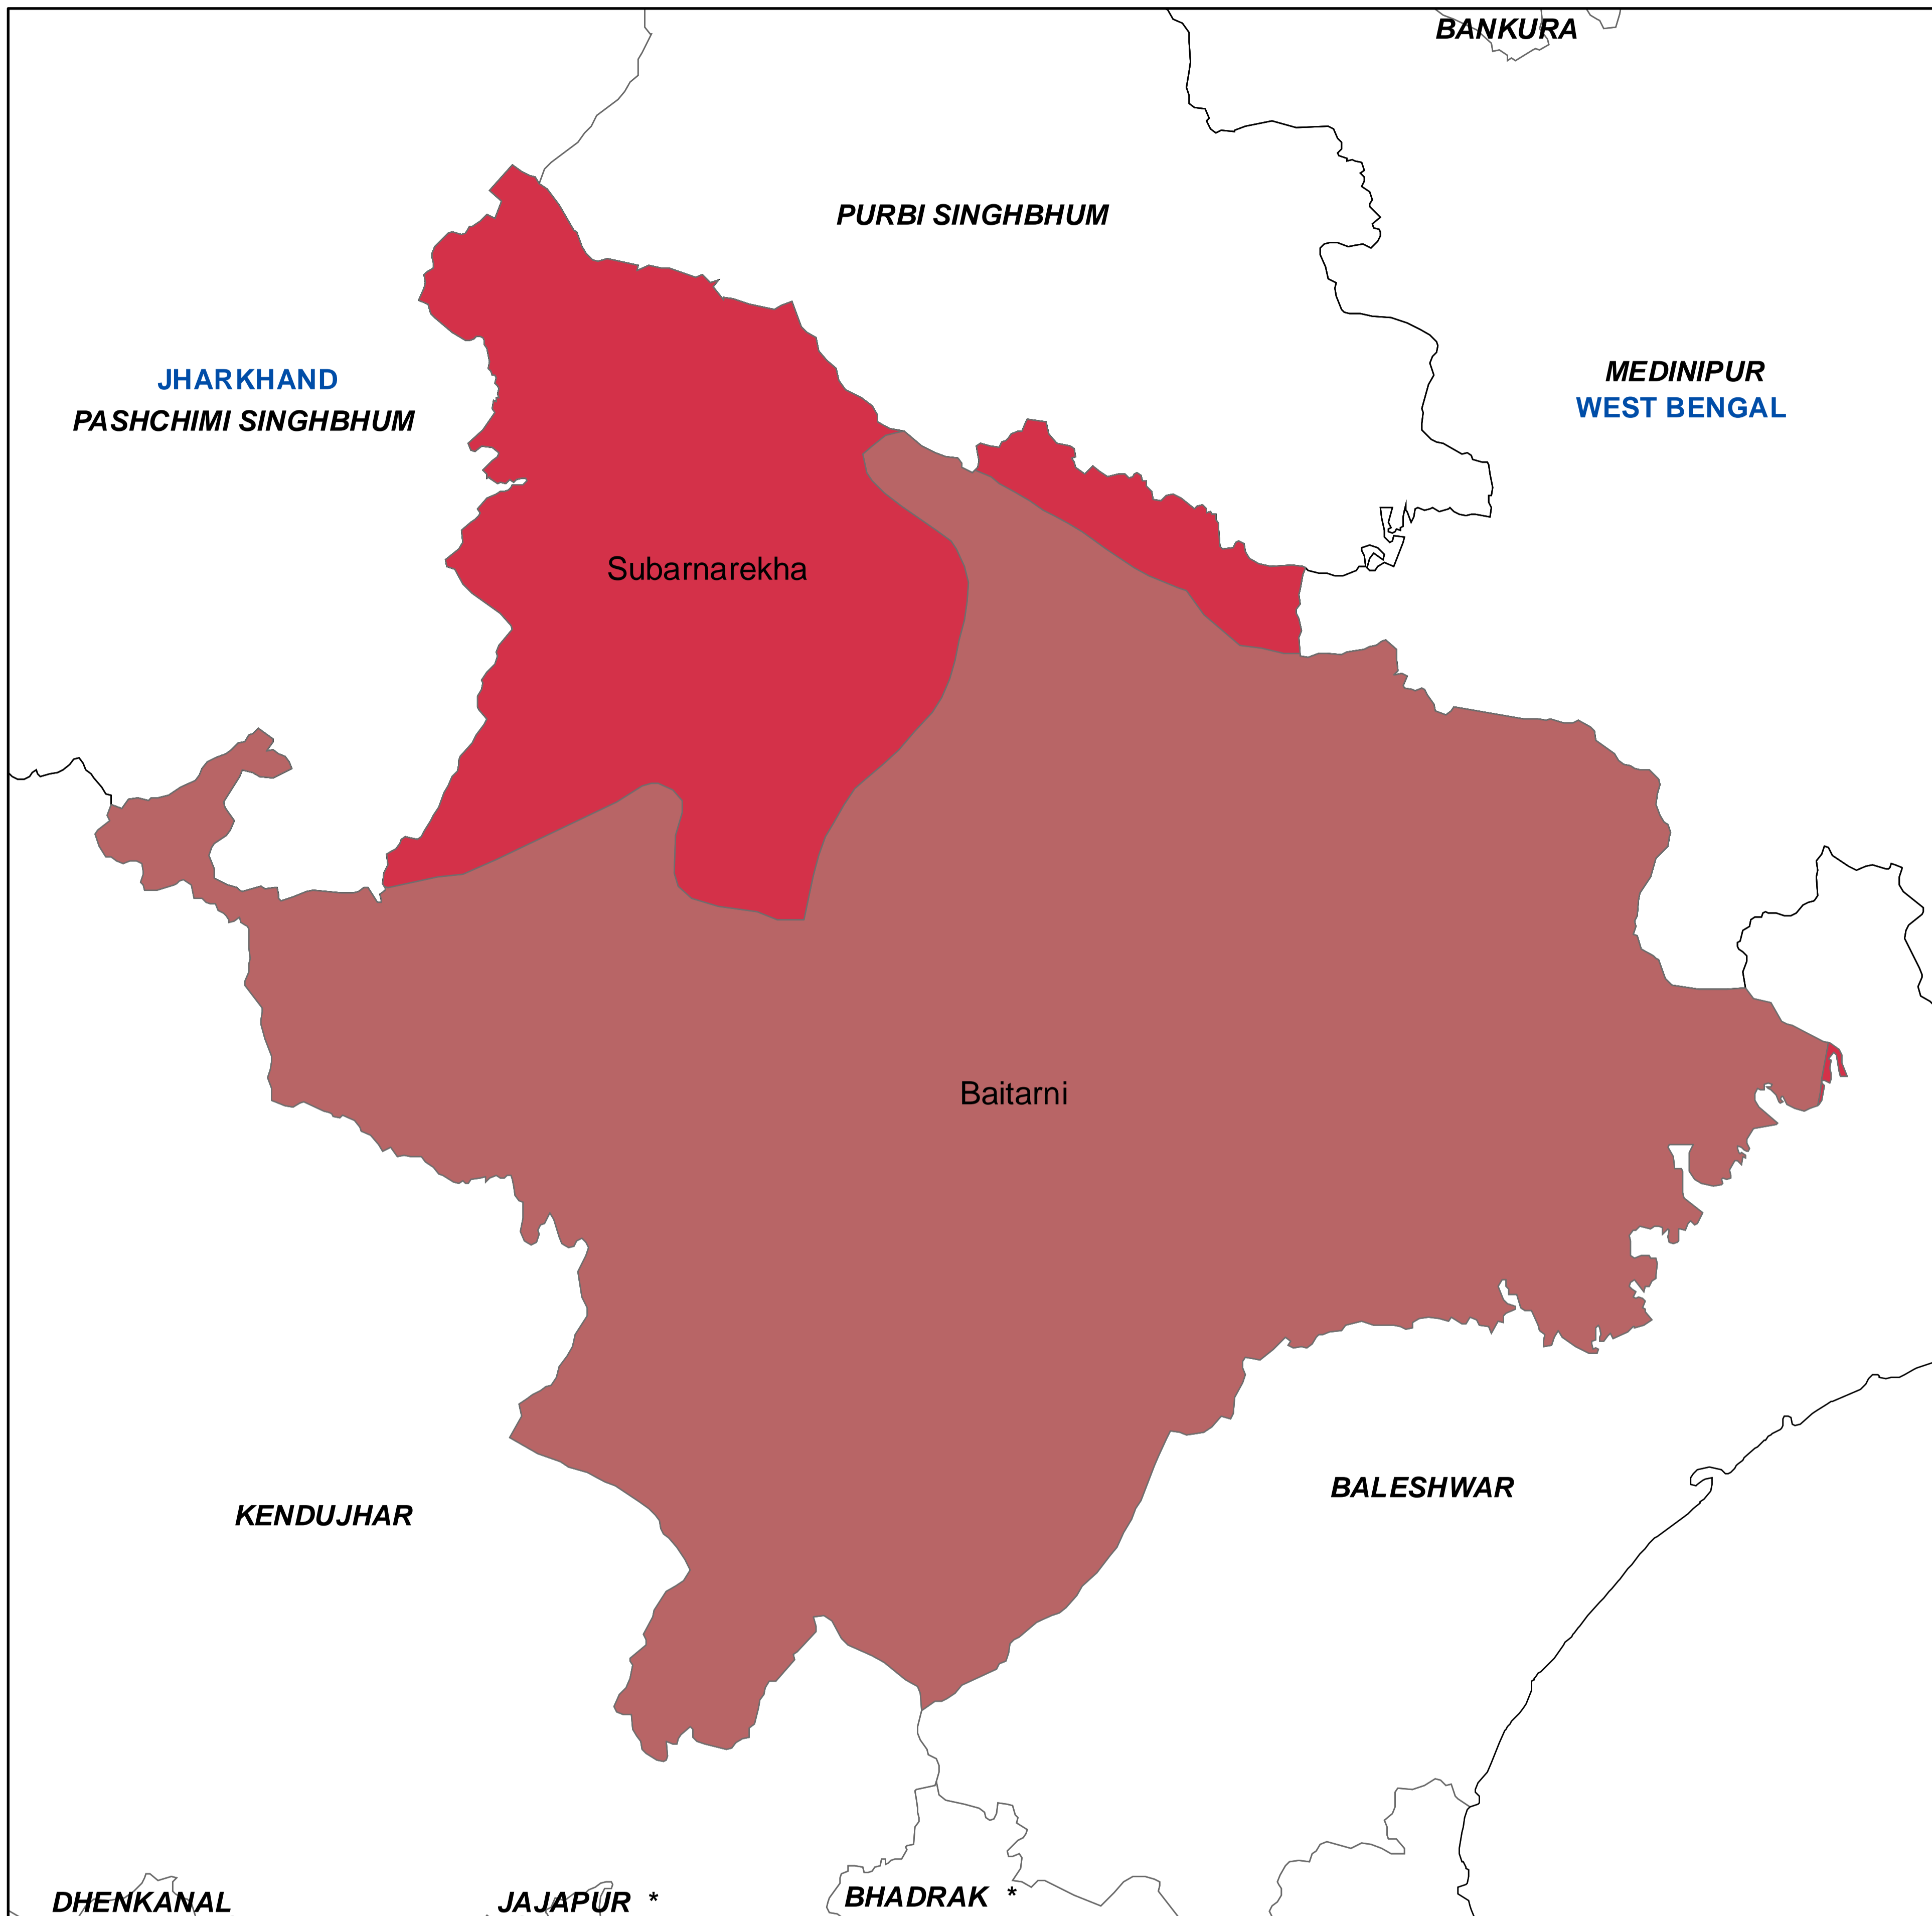 BANKURA
PURBI SINGHBHUM
JHARKHAND
PASHCHIMI SINGHBHUM
MEDINIPUR
WEST BENGAL
Subarnarekha
Baitarni
KENDUJHAR
BALESHWAR
DHENKANAL
JAJAPUR *
BHADRAK *